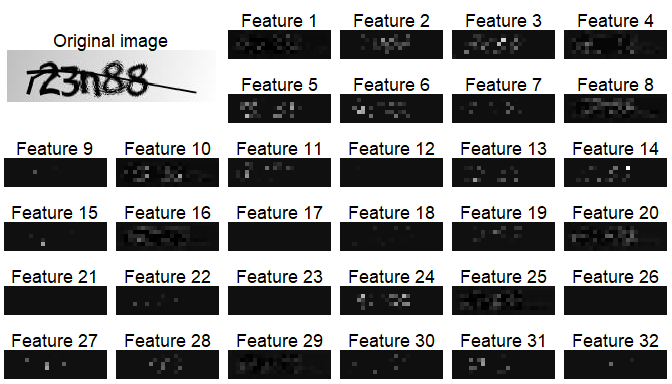 Original image
23n88
Feature 1
Feature 2
Feature 3
Feature 4
Feature 5
Feature 6
Feature 7
Feature 8
Feature 9
Feature 10
Feature 11
Feature 12
Feature 13
Feature 14
Feature 15
Feature 16
Feature 17
Feature 18
Feature 19
Feature 20
Feature 21
Feature 22
Feature 23
Feature 24
Feature 25
Feature 26
Feature 27
Feature 28
Feature 29
Feature 30
Feature 31
Feature 32